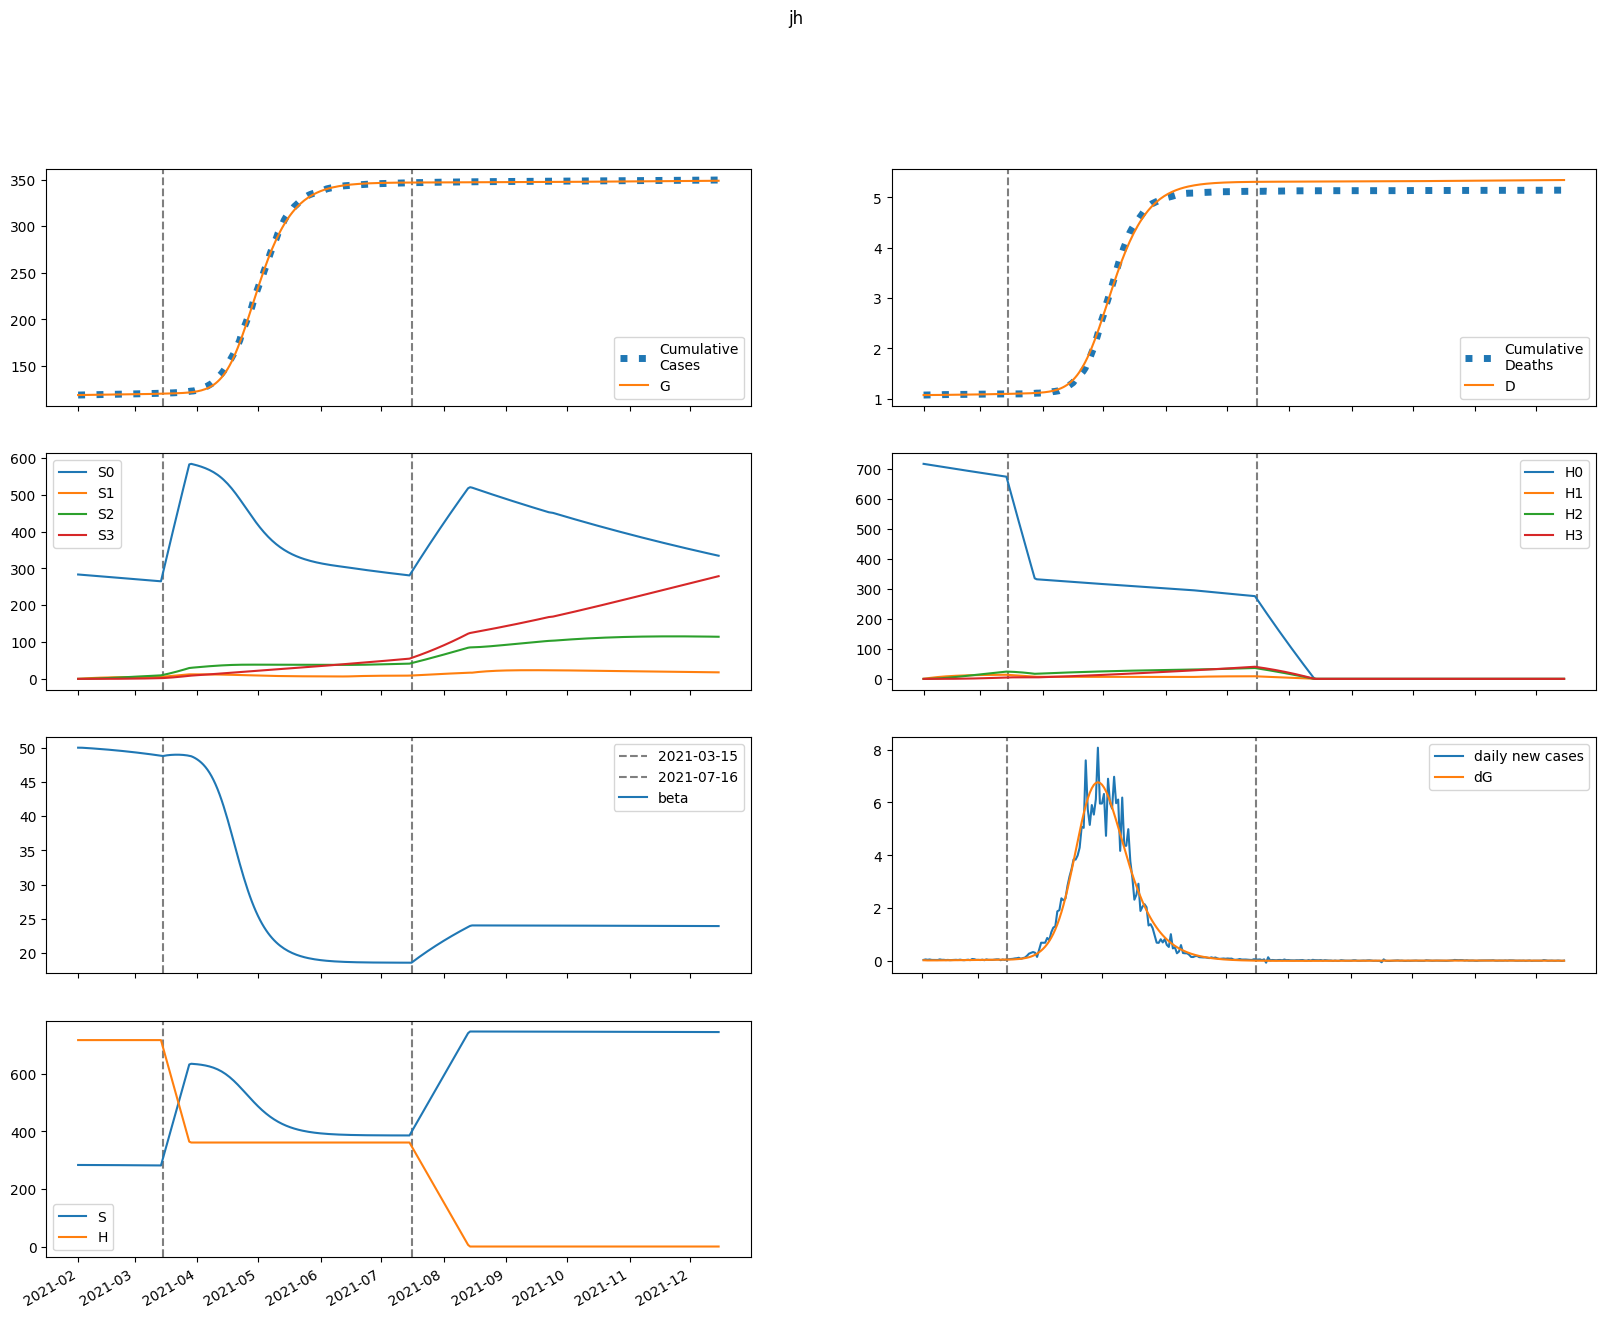 jh
350
300
250
200
150
Cumulative
Cases
G
5
4
3
2
1
Cumulative
Deaths
D
600
500
400
300
200
100
0
S0
S1
S2
S3
700
600
500
400
300
200
100
0
H0
H1
H2
H3
50
45
40
35
30
25
20
2021-03-15
2021-07-16
beta
8
6
4
2
0
daily new cases
dG
600
400
200
0
S
H
2021-02
2021-03
2021-04
2021-05
2021-06
2021-07
2021-08
2021-09
2021-10
2021-11
2021-12